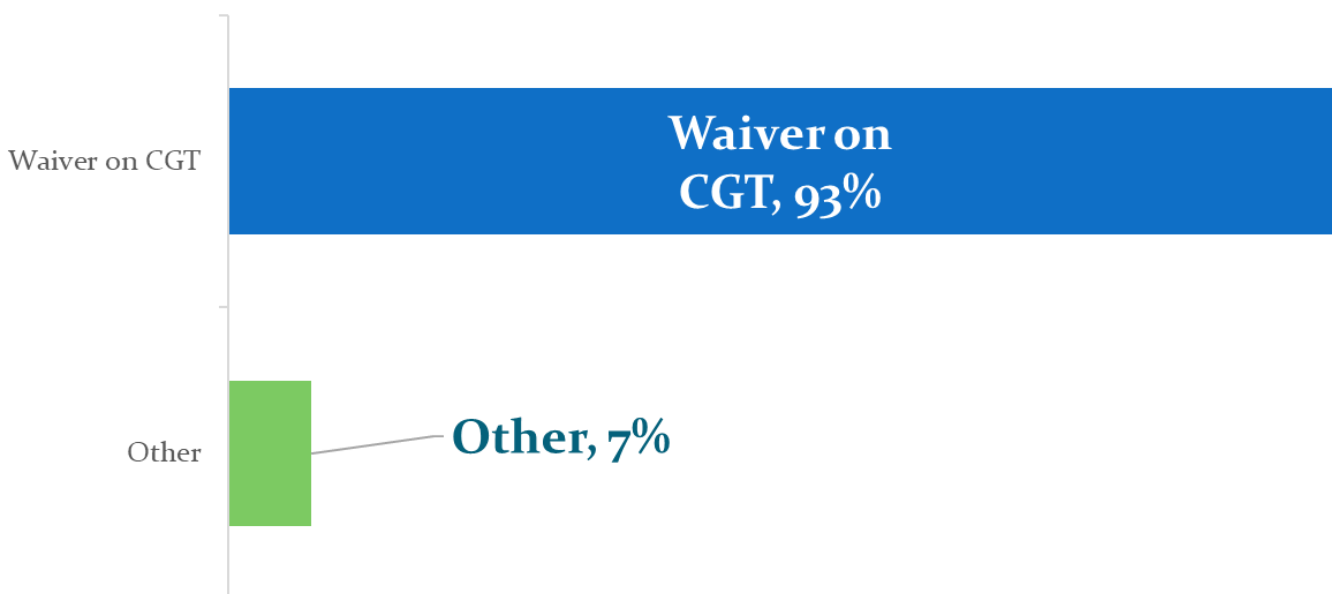 Waiver on CGT
Waiver on
CGT, 93%
Other
Other, 7%